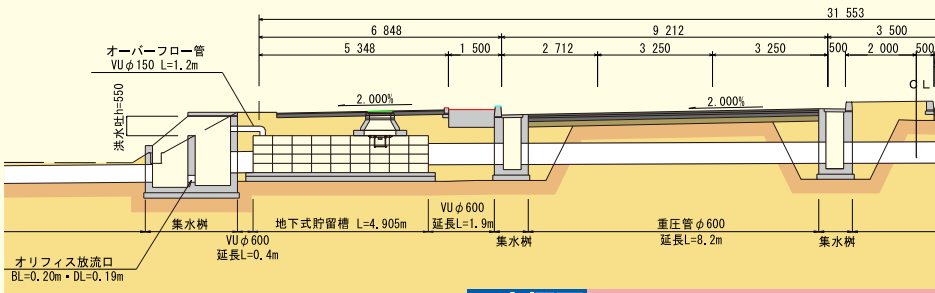 31 553
6 848
9 212
3 500
5 348
1 500
2 712
3 250
3 250
500
2 000
500
オーバーフロー管
VUφ150 L=1.2m
C L
洪水吐h=550
2.000%
2.000%
集水桝
地下式貯留槽 L=4.905m
VUφ600
延長L=1.9m
集水桝
重圧管φ600
延長L=8.2m
集水桝
VUφ600
延長L=0.4m
オリフィス放流口
BL=0.20m・DL=0.19m